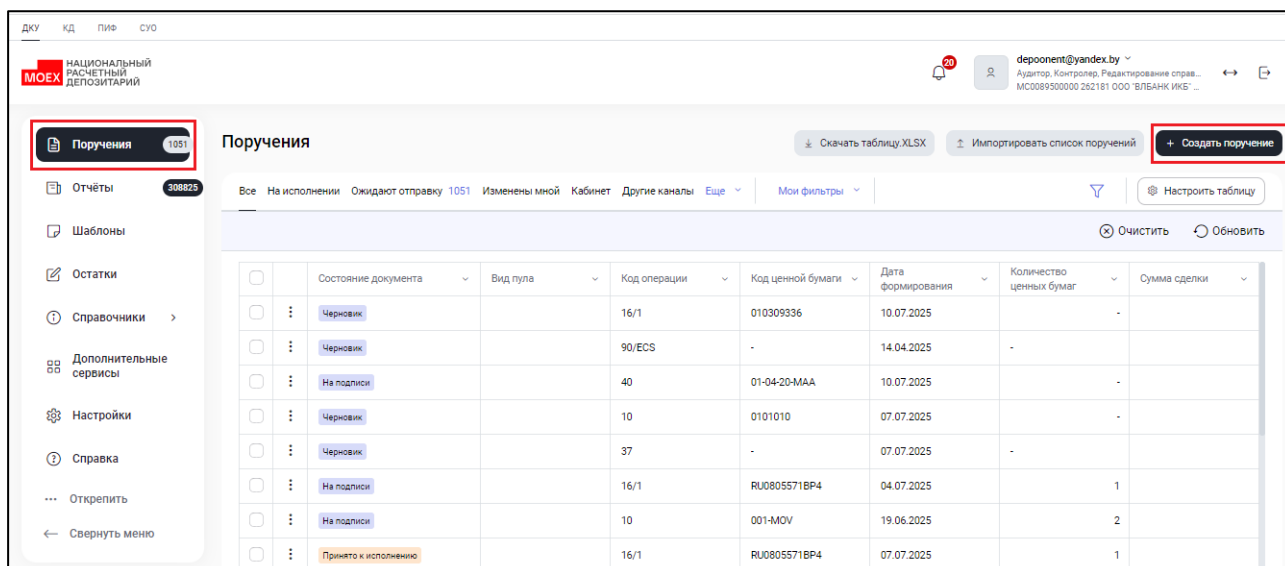 ДКУ КД ПИФ СУО
MOEX НАЦИОНАЛЬНЫЙ РАСЧЕТНЫЙ ДЕПОЗИТАРИЙ
20
depoonent@yandex.by
Аудитор, Контролер, Редактирование справ...
MC0089500000 262181 ООО "ВЛБАНК ИКБ" ...
Поручения 1051
Отчёты 308825
Шаблоны
Остатки
Справочники
Дополнительные сервисы
Настройки
Справка
Открепить
Свернуть меню
Поручения
Скачать таблицу.XLSX Импортировать список поручений + Создать поручение
Все На исполнении Ожидают отправку 1051 Изменены мной Кабинет Другие каналы Еще Мои фильтры Настроить таблицу
Очистить Обновить
Состояние документа Вид пула Код операции Код ценной бумаги Дата формирования Количество ценных бумаг Сумма сделки
Черновик 16/1 010309336 10.07.2025 -
Черновик 90/ECS - 14.04.2025 -
На подписи 40 01-04-20-MAA 10.07.2025 -
Черновик 10 0101010 07.07.2025 -
Черновик 37 - 07.07.2025 -
На подписи 16/1 RU0805571BP4 04.07.2025 1
На подписи 10 001-MOV 19.06.2025 2
Принято к исполнению 16/1 RU0805571BP4 07.07.2025 1